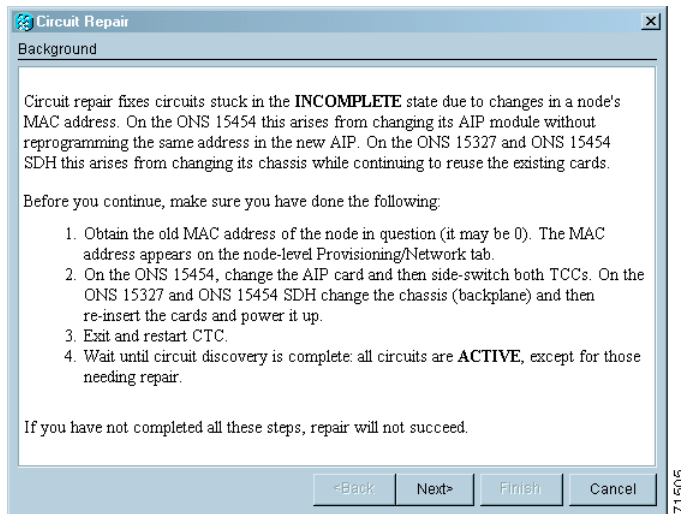 Circuit Repair
Background
Circuit repair fixes circuits stuck in the INCOMPLETE state due to changes in a node's
MAC address. On the ONS 15454 this arises from changing its AIP module without
reprogramming the same address in the new AIP. On the ONS 15327 and ONS 15454
SDH this arises from changing its chassis while continuing to reuse the existing cards.
Before you continue, make sure you have done the following:
1. Obtain the old MAC address of the node in question (it may be 0). The MAC
address appears on the node-level Provisioning/Network tab.
2. On the ONS 15454, change the AIP card and then side-switch both TCCs. On the
ONS 15327 and ONS 15454 SDH change the chassis (backplane) and then
re-insert the cards and power it up.
3. Exit and restart CTC.
4. Wait until circuit discovery is complete: all circuits are ACTIVE, except for those
needing repair.
If you have not completed all these steps, repair will not succeed.
<Back Next> Finish Cancel
71505